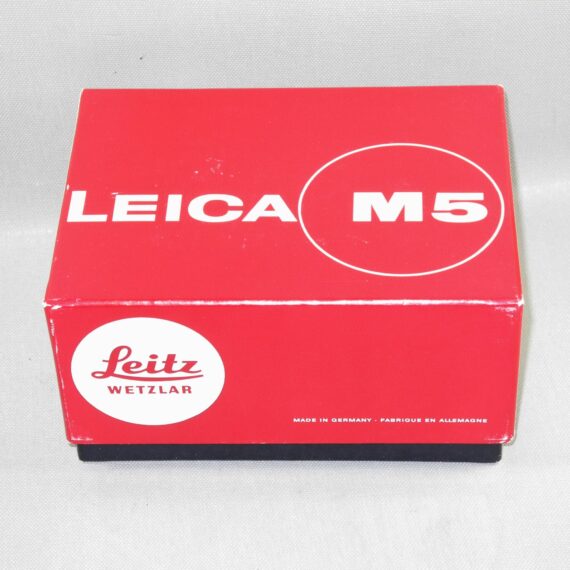 LEICA M5
Leitz
WETZLAR
MADE IN GERMANY - FABRIQUE EN ALLEMAGNE